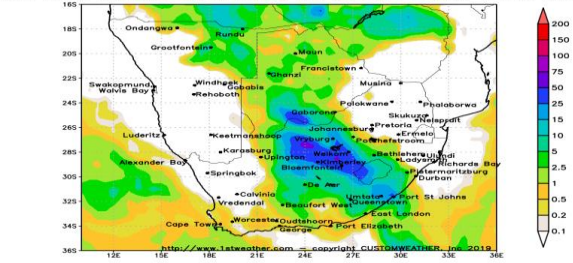 16S
200
Ondangwa
Rundu
150
18S
Grootfontein
Maun
100
20S
Francistown
Ghanzi
75
22S
Musina
Swakopmund
Windhoek
Gobabis
50
Walvis Bay
Rehoboth
24S
Polokwane
Phalaborwa
25
Gaborone
Skukuza
Nelspruit
15
26S
Johannesburg
Pretoria
Ermelo
Luderitz
Keetmanshoop
Vryburg
Potchefstroom
10
28S
Karasburg
Upington
Welkom
Bethlehem
Ulundi
Alexander Bay
Kimberley
Ladysmith
Richards Bay
5
Bloemfontein
Pietermaritzburg
30S
Springbok
Durban
2.5
De Aar
Calvinia
Umtata
Port St Johns
1
32S
Vredendal
Beaufort West
Queenstown
East London
0.5
34S
Cape Town
Worcester
Oudtshoorn
Port Elizabeth
0.2
George
http://www.1stweather.com – copyright CUSTOMWEATHER, Inc 2019
0.1
36S
12E 15E 18E 21E 24E 27E 30E 33E 36E